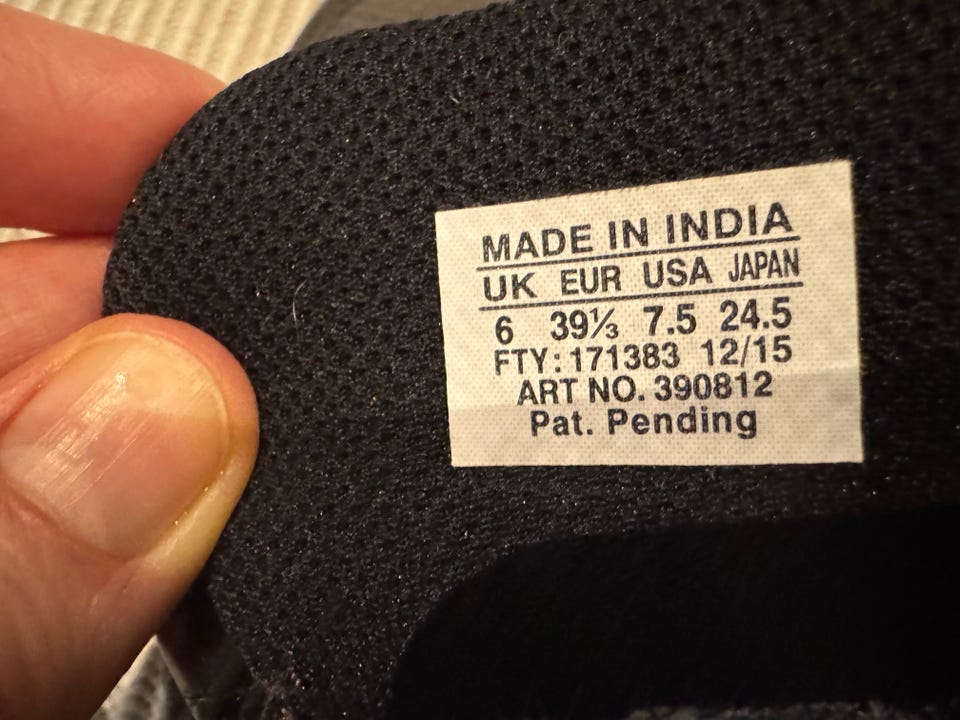 MADE IN INDIA
UK EUR USA JAPAN
6 39⅓ 7.5 24.5
FTY: 171383 12/15
ART NO. 390812
Pat. Pending